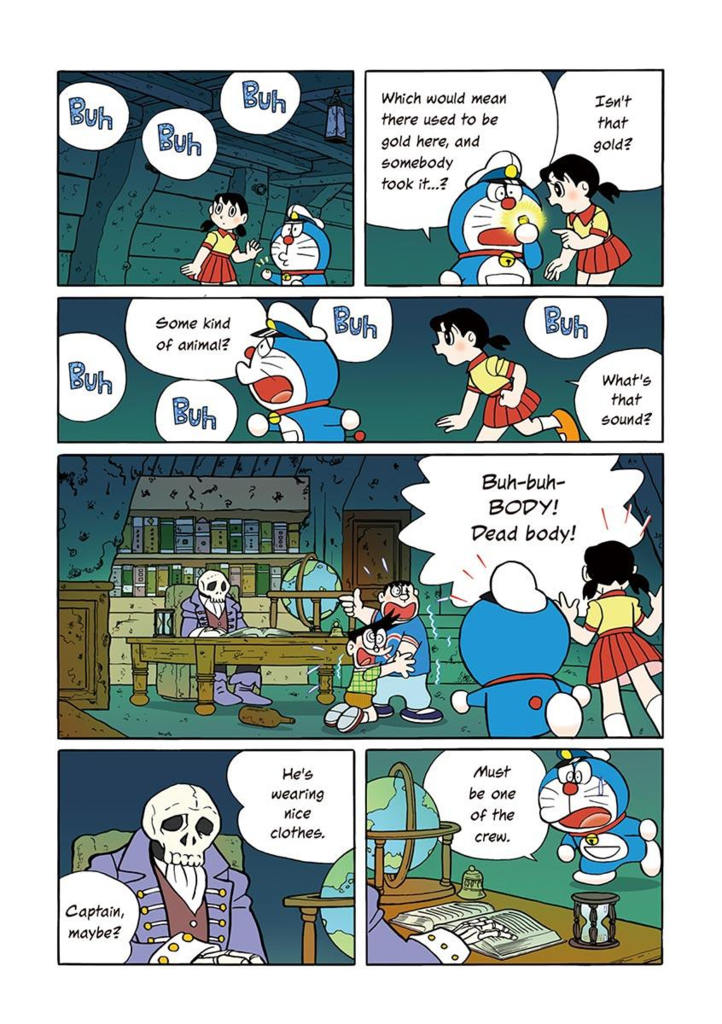 Isn't
that
gold?
Which would mean
there used to be
gold here, and
somebody
took it...?
Buh
Buh
Buh
Buh
What's
that
sound?
Buh
Some kind
of animal?
Buh
Buh
Buh-buh-
BODY!
Dead body!
Must
be one
of the
crew.
He's
wearing
nice
clothes.
Captain,
maybe?